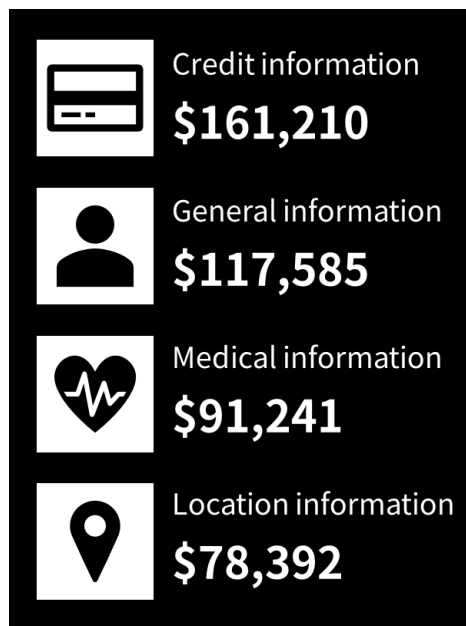 Credit information
$161,210
General information
$117,585
Medical information
$91,241
Location information
$78,392